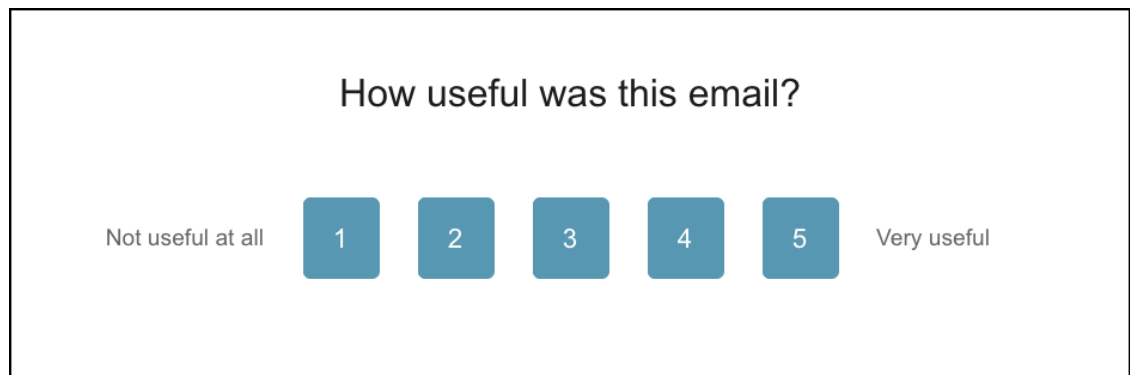 How useful was this email?
Not useful at all 1 2 3 4 5 Very useful